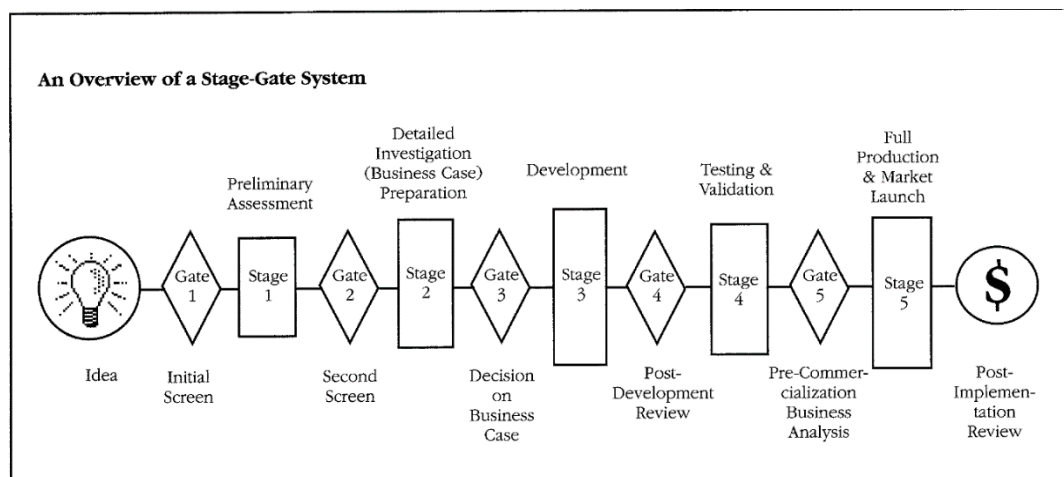 An Overview of a Stage-Gate System
Detailed
Investigation
(Business Case)
Preparation
Full
Production
& Market
Launch
Preliminary
Assessment
Development
Testing &
Validation
Gate
1
Stage
1
Gate
2
Stage
2
Gate
3
Stage
3
Gate
4
Stage
4
Gate
5
Stage
5
$
Idea
Initial
Screen
Second
Screen
Decision
on
Business
Case
Post-
Development
Review
Pre-Commer-
cialization
Business
Analysis
Post-
Implemen-
tation
Review